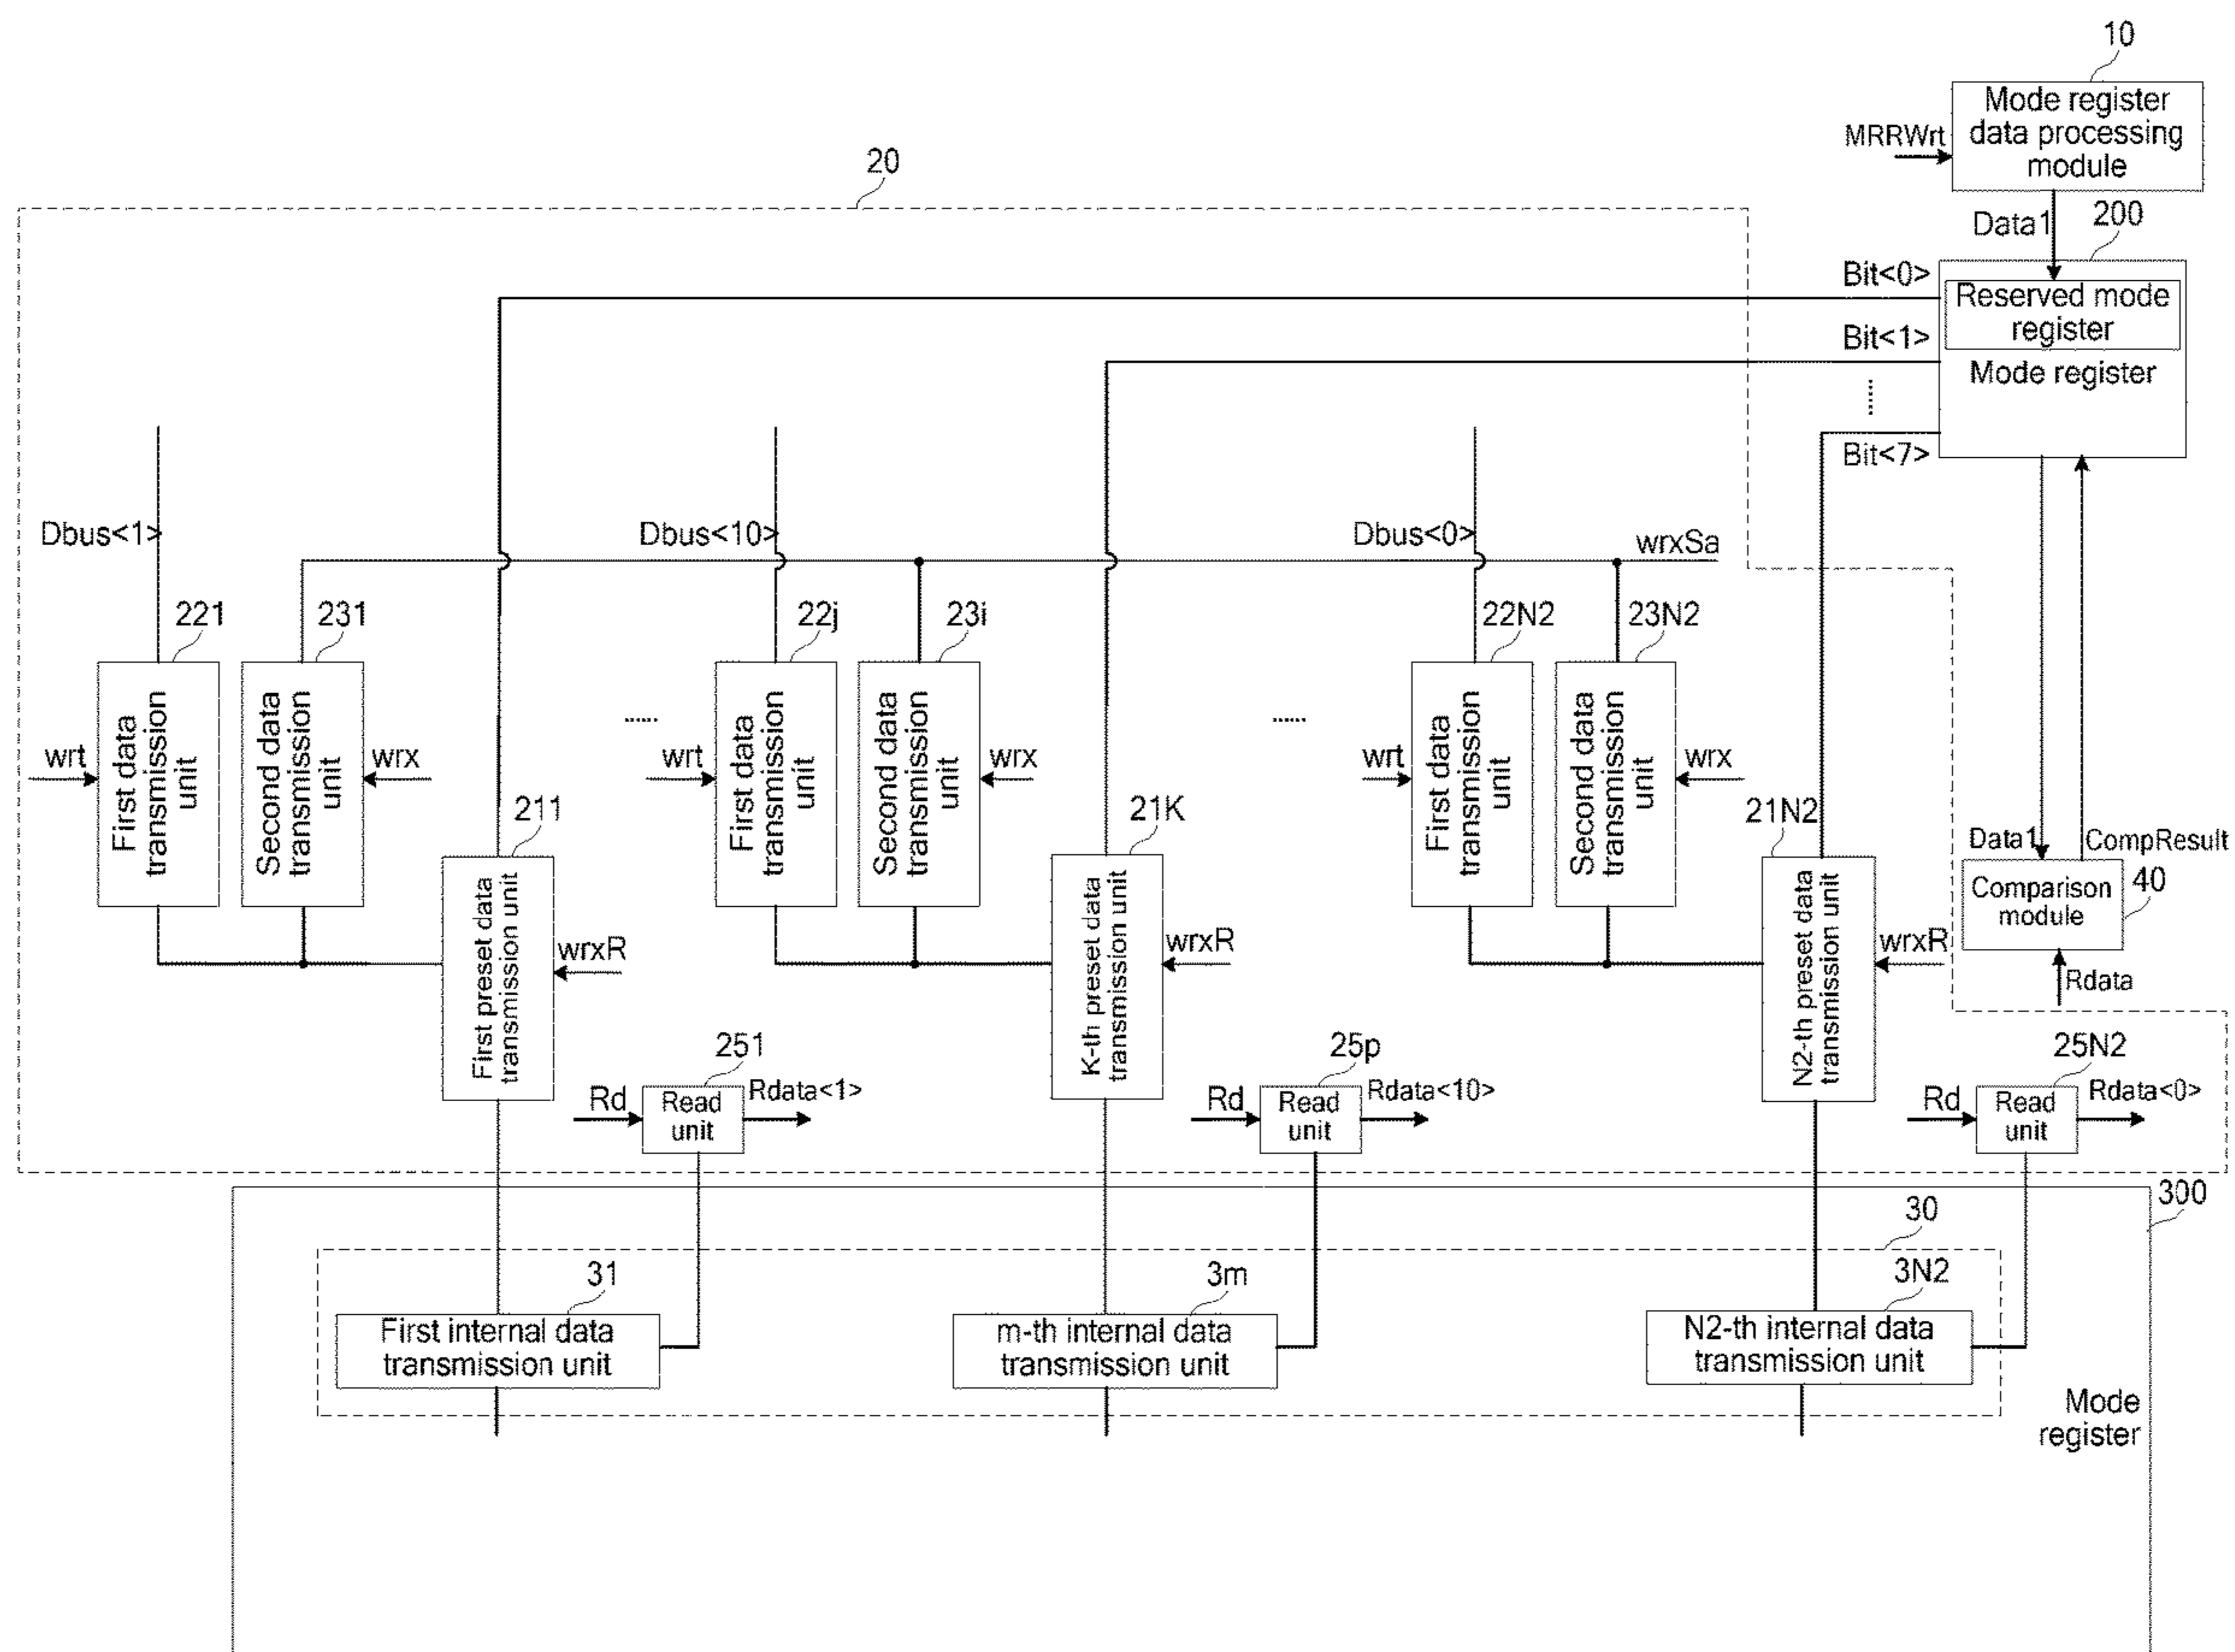 10
Mode register
data processing
module
MRRWrt
20
Data1
200
Bit<0>
Reserved mode
register
Bit<1>
Mode register
Bit<7>
Dbus<1>
Dbus<10>
Dbus<0>
wrxSa
221
231
22j
23i
22N2
23N2
First data
transmission
unit
Second data
transmission
unit
First data
transmission
unit
Second data
transmission
unit
First data
transmission
unit
Second data
transmission
unit
......
......
......
wrt
wrx
wrt
wrx
wrt
wrx
211
21K
21N2
Data1
CompResult
Comparison
module
40
First preset data
transmission unit
K-th preset data
transmission unit
N2-th preset data
transmission unit
wrxR
wrxR
wrxR
Rdata
251
25p
25N2
Rd
Read
unit
Rdata<1>
Rd
Read
unit
Rdata<10>
Rd
Read
unit
Rdata<0>
300
30
31
3m
3N2
First internal data
transmission unit
m-th internal data
transmission unit
N2-th internal data
transmission unit
Mode
register